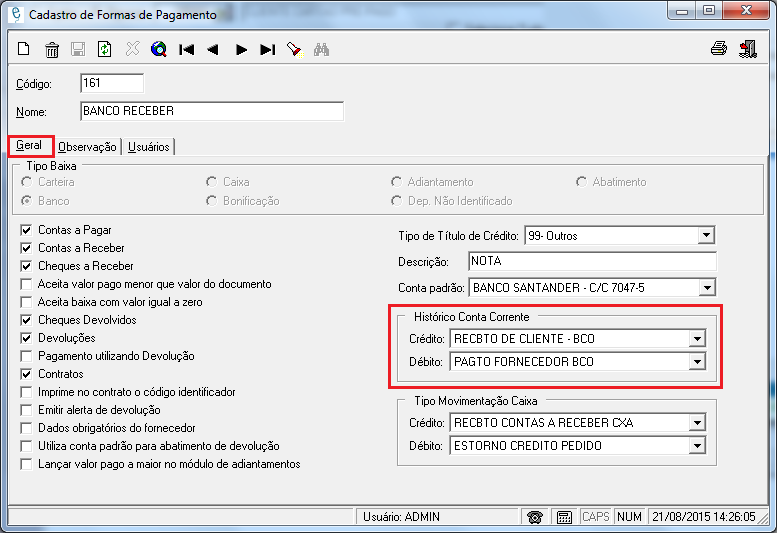 Cadastro de Formas de Pagamento
Código: 161
Nome: BANCO RECEBER
Geral Observação Usuários
Tipo Baixa
Carteira Caixa Adiantamento Abatimento
Banco Bonificação Dep. Não Identificado
Contas a Pagar
Contas a Receber
Cheques a Receber
Aceita valor pago menor que valor do documento
Aceita baixa com valor igual a zero
Cheques Devolvidos
Devoluções
Pagamento utilizando Devolução
Contratos
Imprime no contrato o código identificador
Emitir alerta de devolução
Dados obrigatórios do fornecedor
Utiliza conta padrão para abatimento de devolução
Lançar valor pago a maior no módulo de adiantamentos
Tipo de Título de Crédito: 99- Outros
Descrição: NOTA
Conta padrão: BANCO SANTANDER - C/C 7047-5
Histórico Conta Corrente
Crédito: RECBTO DE CLIENTE - BCO
Débito: PAGTO FORNECEDOR BCO
Tipo Movimentação Caixa
Crédito: RECBTO CONTAS A RECEBER CXA
Débito: ESTORNO CREDITO PEDIDO
Usuário: ADMIN CAPS NUM 21/08/2015 14:26:05